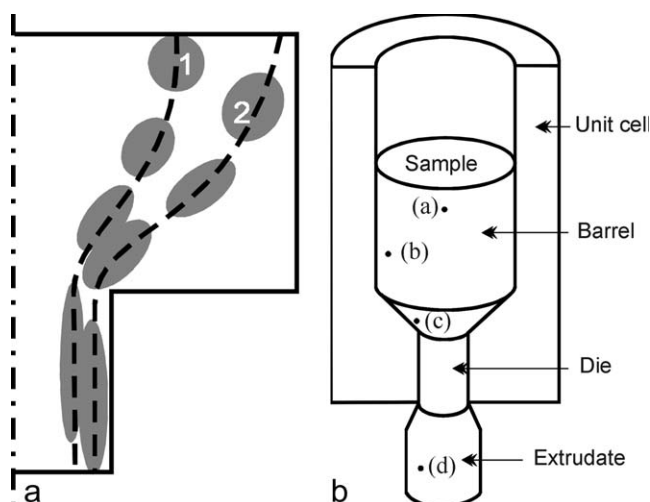 1
2
a
Unit cell
Sample
(a)
(b)
Barrel
(c)
Die
(d)
Extrudate
b